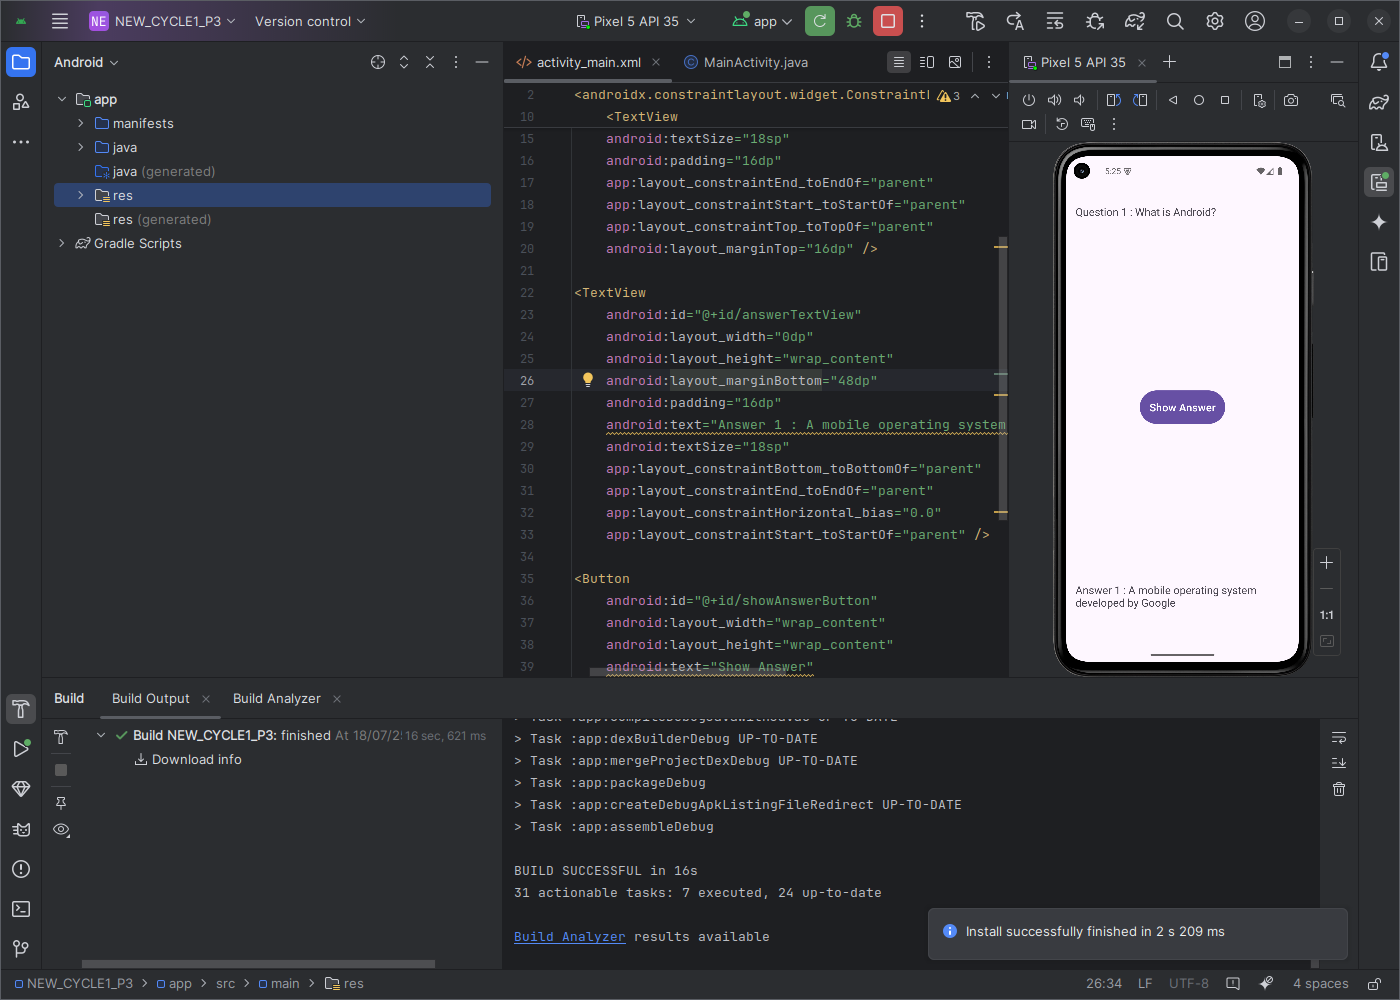 NE NEW_CYCLE1_P3
Version control
Pixel 5 API 35
app
Android
activity_main.xml
MainActivity.java
Pixel 5 API 35
app
manifests
java
java (generated)
res
res (generated)
Gradle Scripts
2 <androidx.constraintlayout.widget.Constraintl
3
10 <TextView
15 android:textSize="18sp"
16 android:padding="16dp"
17 app:layout_constraintEnd_toEndOf="parent"
18 app:layout_constraintStart_toStartOf="parent"
19 app:layout_constraintTop_toTopOf="parent"
20 android:layout_marginTop="16dp" />
21
22 <TextView
23 android:id="@+id/answerTextView"
24 android:layout_width="0dp"
25 android:layout_height="wrap_content"
26 android:layout_marginBottom="48dp"
27 android:padding="16dp"
28 android:text="Answer 1 : A mobile operating system
29 android:textSize="18sp"
30 app:layout_constraintBottom_toBottomOf="parent"
31 app:layout_constraintEnd_toEndOf="parent"
32 app:layout_constraintHorizontal_bias="0.0"
33 app:layout_constraintStart_toStartOf="parent" />
34
35 <Button
36 android:id="@+id/showAnswerButton"
37 android:layout_width="wrap_content"
38 android:layout_height="wrap_content"
39 android:text="Show Answer"
5:25
Question 1 : What is Android?
Show Answer
Answer 1 : A mobile operating system
developed by Google
1:1
Build
Build Output
Build Analyzer
Build NEW_CYCLE1_P3: finished At 18/07/2 16 sec, 621 ms
Download info
> Task :app:compileDebugJavaWithJavac UP-TO-DATE
> Task :app:dexBuilderDebug UP-TO-DATE
> Task :app:mergeProjectDexDebug UP-TO-DATE
> Task :app:packageDebug
> Task :app:createDebugApkListingFileRedirect UP-TO-DATE
> Task :app:assembleDebug
BUILD SUCCESSFUL in 16s
31 actionable tasks: 7 executed, 24 up-to-date
Build Analyzer results available
Install successfully finished in 2 s 209 ms
NEW_CYCLE1_P3 > app > src > main > res
26:34
LF
UTF-8
4 spaces